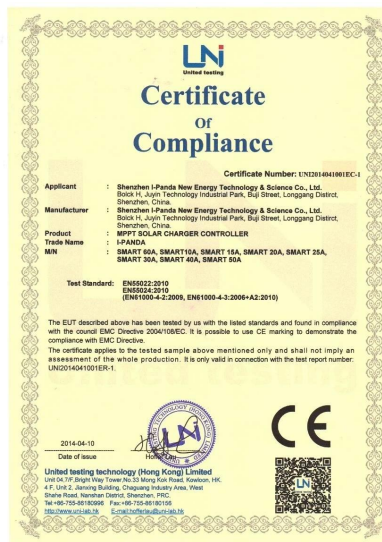 UNi
United testing
Certificate
Of
Compliance
Certificate Number: UNI2014041001EC-1
Applicant : Shenzhen I-Panda New Energy Technology & Science Co., Ltd.
Bolck H, Juyin Technology Industrial Park, Buji Street, Longgang Distirct,
Shenzhen, China.
Manufacturer : Shenzhen I-Panda New Energy Technology & Science Co., Ltd.
Bolck H, Juyin Technology Industrial Park, Buji Street, Longgang Distirct,
Shenzhen, China.
Product : MPPT SOLAR CHARGER CONTROLLER
Trade Name : I-PANDA
M/N : SMART 60A, SMART10A, SMART 15A, SMART 20A, SMART 25A,
SMART 30A, SMART 40A, SMART 50A
Test Standard: EN55022:2010
EN55024:2010
(EN61000-4-2:2009, EN61000-4-3:2006+A2:2010)
The EUT described above has been tested by us with the listed standards and found in compliance
with the council EMC Directive 2004/108/EC. It is possible to use CE marking to demonstrate the
compliance with EMC Directive.
The certificate applies to the tested sample above mentioned only and shall not imply an
assessment of the whole production. It is only valid in connection with the test report number:
UNI2014041001ER-1.
2014-04-10
Date of issue
CE
United testing technology (Hong Kong) Limited
Unit 04,7/F,Bright Way Tower,No.33 Mong Kok Road, Kowloon, HK.
4 F, Unit 2, Jianxing Building, Chaguang Industry Area, West
Shahe Road, Nanshan District, Shenzhen, PRC.
Tel:+86-755-86180996 Fax:+86-755-86180156
http://www.uni-lab.hk E-mail:hofferlau@uni-lab.hk